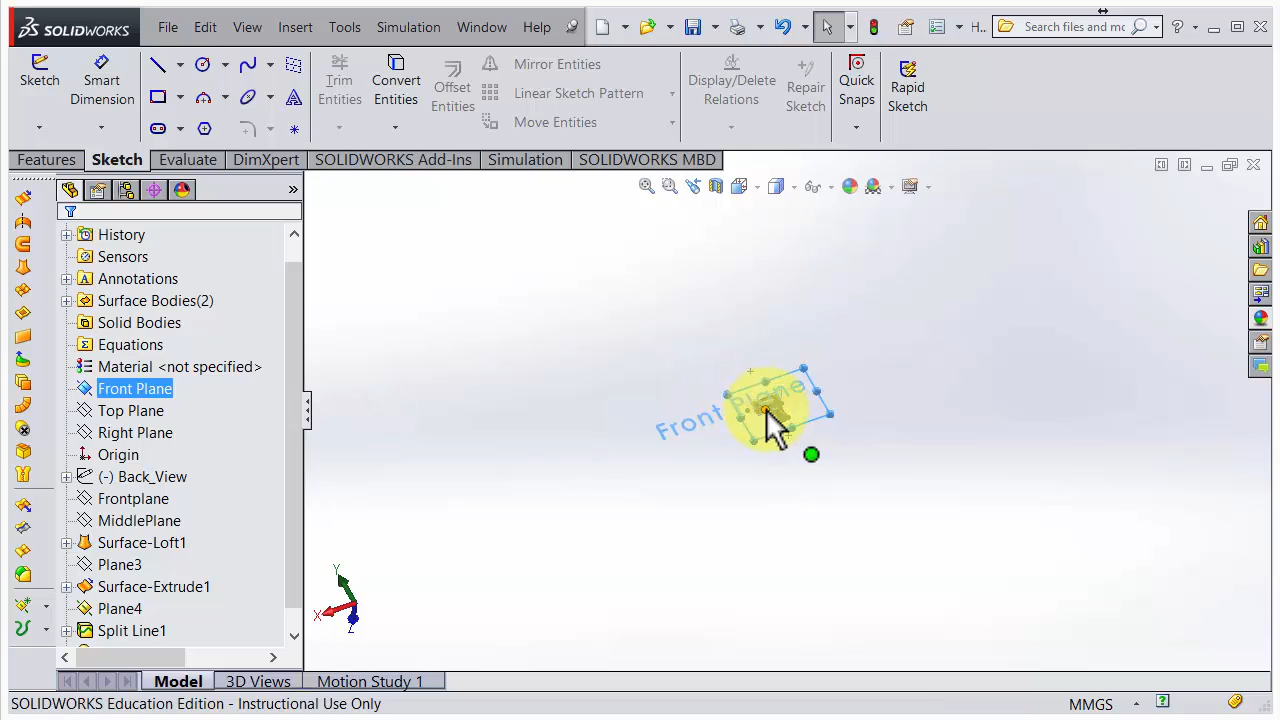 SOLIDWORKS File Edit View Insert Tools Simulation Window Help H... Search files and mc
Sketch Smart Dimension Trim Entities Convert Entities Offset Entities Mirror Entities Linear Sketch Pattern Move Entities Display/Delete Relations Repair Sketch Quick Snaps Rapid Sketch
Features Sketch Evaluate DimXpert SOLIDWORKS Add-Ins Simulation SOLIDWORKS MBD
History
Sensors
Annotations
Surface Bodies(2)
Solid Bodies
Equations
Material <not specified>
Front Plane
Top Plane
Right Plane
Origin
(-) Back_View
Frontplane
MiddlePlane
Surface-Loft1
Plane3
Surface-Extrude1
Plane4
Split Line1
Front Plane
Y
X
Z
Model 3D Views Motion Study 1
SOLIDWORKS Education Edition - Instructional Use Only MMGS